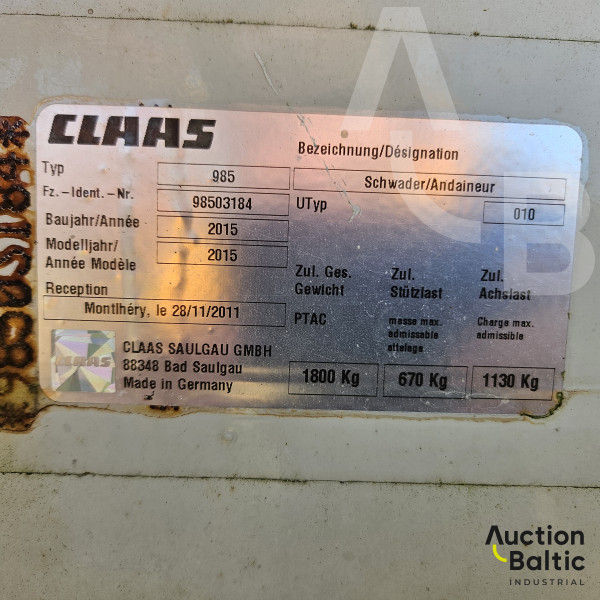 CLAAS
Bezeichnung/Désignation
Typ 985 Schwader/Andaineur
Fz.-Ident.-Nr. 98503184 UTyp 010
Baujahr/Année 2015
Modelljahr/
Année Modèle 2015
Zul. Ges. Zul. Zul.
Gewicht Stützlast Achslast
Reception
Montlhéry, le 28/11/2011
PTAC masse max. Charge max.
admissable admissible
attelage
CLAAS
CLAAS SAULGAU GMBH
88348 Bad Saulgau
Made in Germany
1800 Kg 670 Kg 1130 Kg
Auction
Baltic
INDUSTRIAL